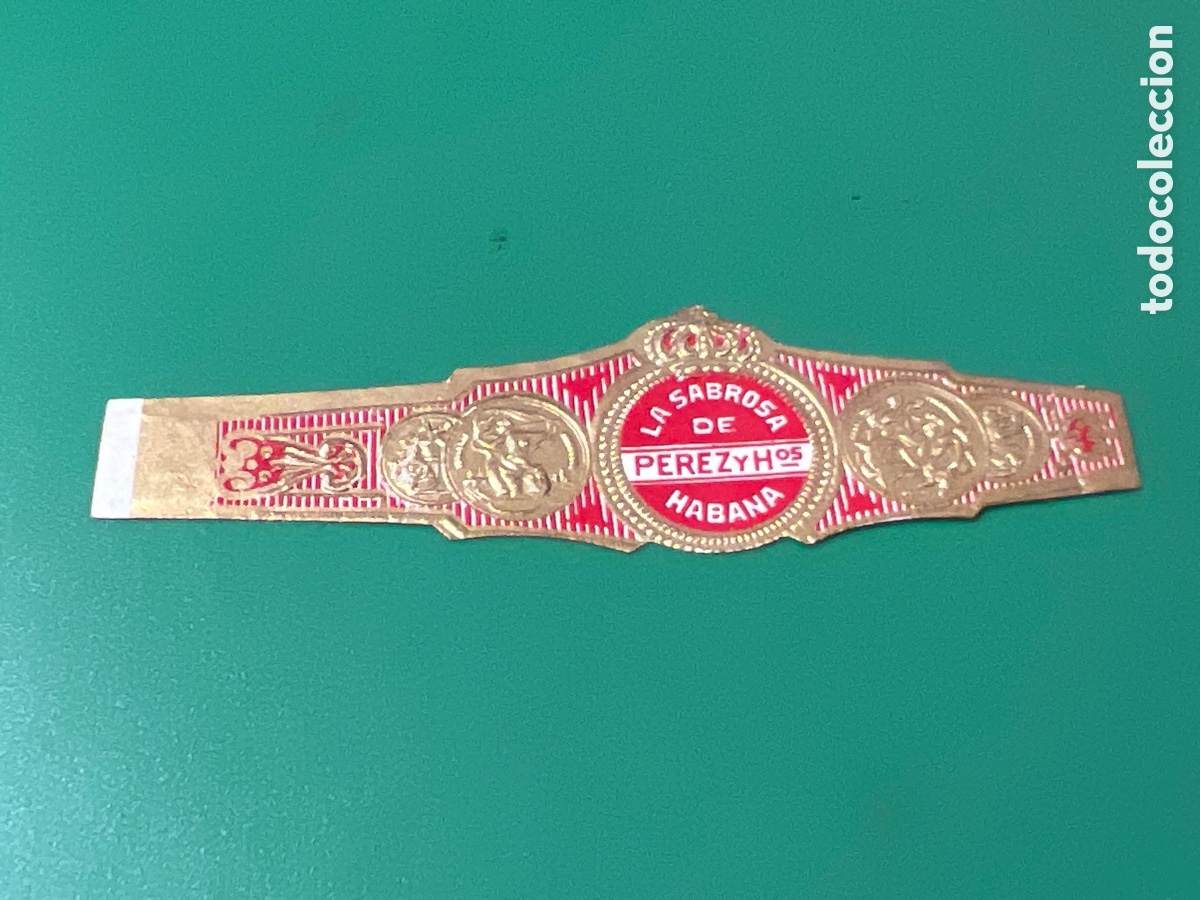 LA SABROSA
DE
PEREZ Y Hos
HABANA
todocoleccion